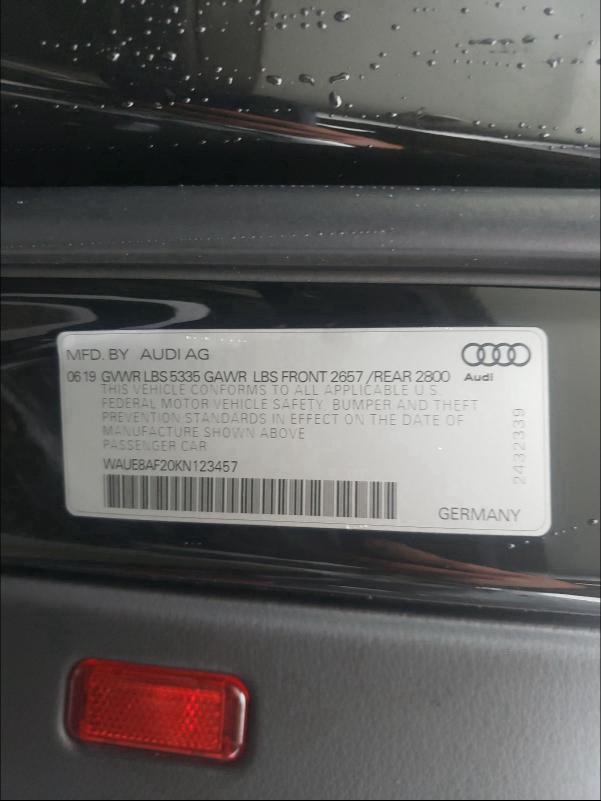 MFD. BY AUDI AG
Audi
0619 GVWR LBS 5335 GAWR LBS FRONT 2657 /REAR 2800
THIS VEHICLE CONFORMS TO ALL APPLICABLE U.S.
FEDERAL MOTOR VEHICLE SAFETY, BUMPER AND THEFT
PREVENTION STANDARDS IN EFFECT ON THE DATE OF
MANUFACTURE SHOWN ABOVE
PASSENGER CAR
WAUE8AF20KN123457
2432339
GERMANY